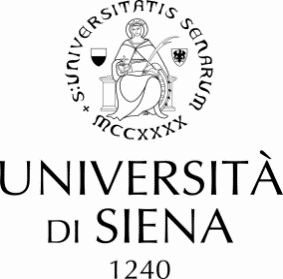 S:UNIVERSITATIS SENARUM
MCCXXXX
UNIVERSITÀ
DI SIENA
1240